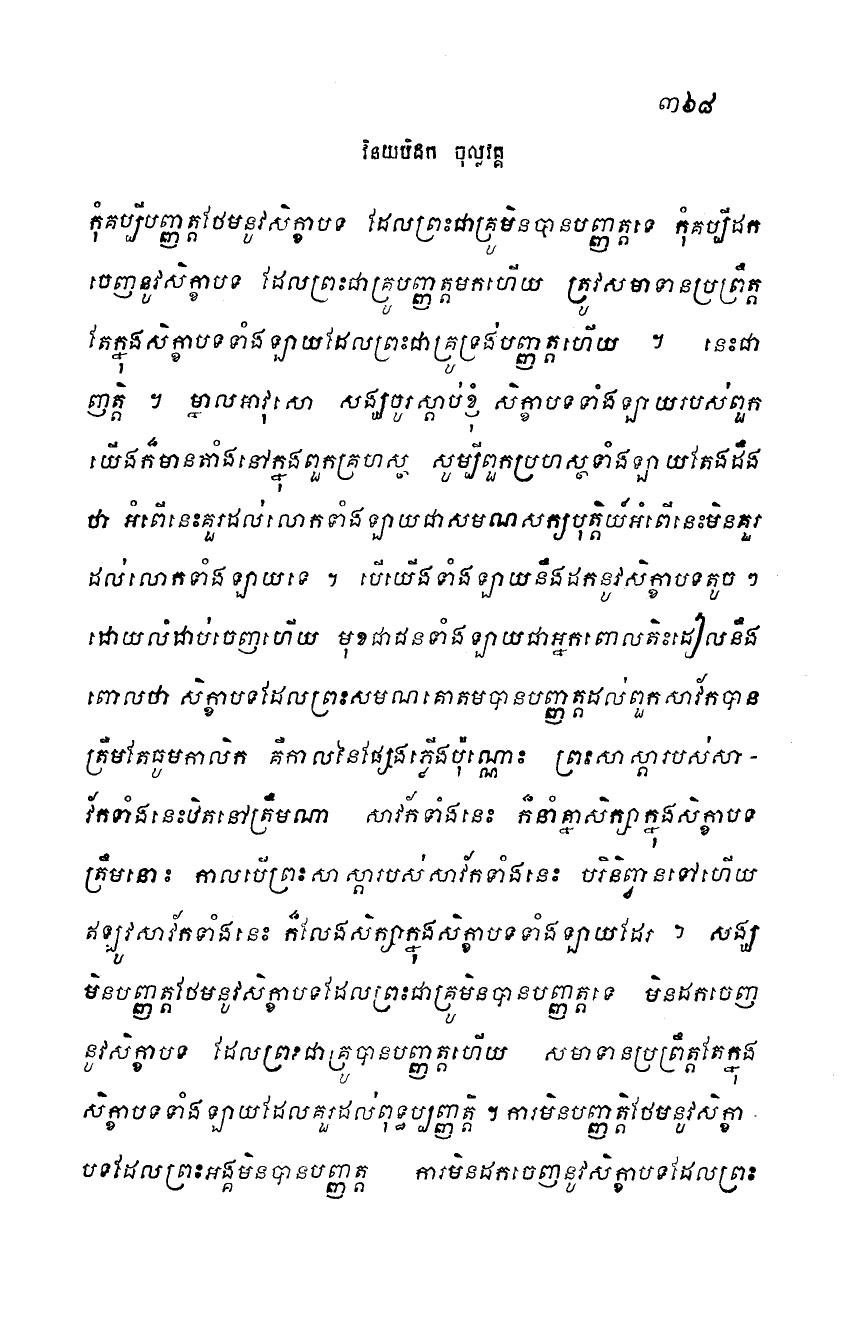 ៣៦៨
វិនយបិដក ចុល្លវគ្គ
កុំគប្បីបញ្ញត្តថែមនូវសិក្ខាបទ ដែលព្រះជាគ្រូមិនបានបញ្ញត្តទេ កុំគប្បីដក
ចេញនូវសិក្ខាបទ ដែលព្រះជាគ្រូបញ្ញត្តមកហើយ ត្រូវសមាទានប្រព្រឹត្ត
តែក្នុងសិក្ខាបទទាំងឡាយដែលព្រះជាគ្រូទ្រង់បញ្ញត្តហើយ ។ នេះជា
ញត្តិ ។ ម្នាលអាវុសោ សង្ឃចូរស្តាប់ខ្ញុំ សិក្ខាបទទាំងឡាយរបស់ពួក
យើងក៏មានតាំងនៅក្នុងពួកគ្រហស្ថ សូម្បីពួកប្រហស្ថទាំងឡាយតែងដឹង
ថា អំពើនេះគួរដល់លោកទាំងឡាយជាសមណសក្យបុត្តិយ៍អំពើនេះមិនគួរ
ដល់លោកទាំងឡាយទេ ។ បើយើងទាំងឡាយនឹងដកនូវសិក្ខាបទតូច ៗ
ដោយលំដាប់ចេញហើយ មុខជាជនទាំងឡាយជាអ្នកពោលតិះដៀលនឹង
ពោលថា សិក្ខាបទដែលព្រះសមណគោតមបានបញ្ញត្តដល់ពួកសាវ័កបាន
ត្រឹមតែធូមកាលិក គឺកាលនៃផ្សែងភ្លើងប៉ុណ្ណោះ ព្រះសាស្តារបស់សា-
វ័កទាំងនេះឋិតនៅត្រឹមណា សាវក័ទាំងនេះ ក៏នាំគ្នាសិក្សាក្នុងសិក្ខាបទ
ត្រឹមនោះ កាលបើព្រះសាស្តារបស់សាវ័កទាំងនេះ បរិនិព្វានទៅហើយ
ឥឡូវសាវ័កទាំងនេះ ក៏លែងសិក្សាក្នុងសិក្ខាបទទាំងឡាយដែរ ។ សង្ឃ
មិនបញ្ញត្តថែមនូវសិក្ខាបទដែលព្រះជាគ្រូមិនបានបញ្ញត្តទេ មិនដកចេញ
នូវសិក្ខាបទ ដែលព្រះជាគ្រូបានបញ្ញត្តហើយ សមាទានប្រព្រឹត្តតែក្នុង
សិក្ខាបទទាំងឡាយដែលគួរដល់ពុទ្ធប្បញ្ញត្តិ ។ ការមិនបញ្ញត្តិថែមនូវសិក្ខា
បទដែលព្រះអង្គមិនបានបញ្ញត្ត ការមិនដកចេញនូវសិក្ខាបទដែលព្រះ